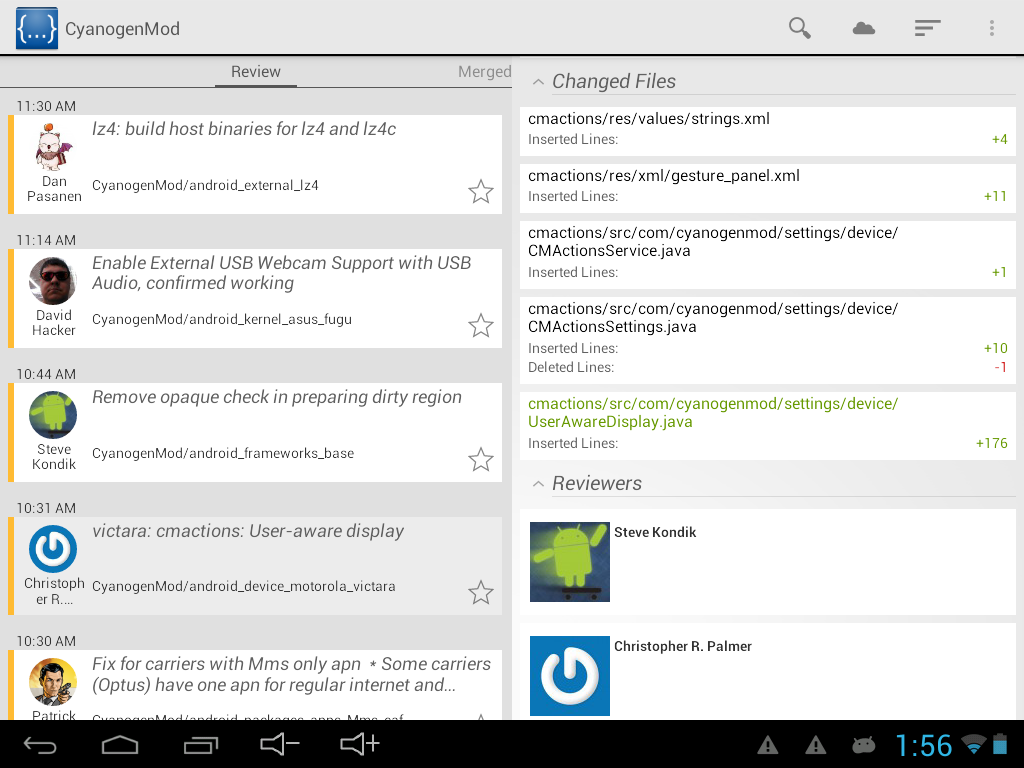 {...} CyanogenMod
Review
Merged
11:30 AM
lz4: build host binaries for lz4 and lz4c
Dan
Pasanen
CyanogenMod/android_external_lz4
11:14 AM
Enable External USB Webcam Support with USB
Audio, confirmed working
David
Hacker
CyanogenMod/android_kernel_asus_fugu
10:44 AM
Remove opaque check in preparing dirty region
Steve
Kondik
CyanogenMod/android_frameworks_base
10:31 AM
victara: cmactions: User-aware display
Christoph
er R....
CyanogenMod/android_device_motorola_victara
10:30 AM
Fix for carriers with Mms only apn * Some carriers
(Optus) have one apn for regular internet and...
Patrick
CyanogenMod/android_packages_apps_Mms_caf
Changed Files
cmactions/res/values/strings.xml
Inserted Lines: +4
cmactions/res/xml/gesture_panel.xml
Inserted Lines: +11
cmactions/src/com/cyanogenmod/settings/device/
CMActionsService.java
Inserted Lines: +1
cmactions/src/com/cyanogenmod/settings/device/
CMActionsSettings.java
Inserted Lines: +10
Deleted Lines: -1
cmactions/src/com/cyanogenmod/settings/device/
UserAwareDisplay.java
Inserted Lines: +176
Reviewers
Steve Kondik
Christopher R. Palmer
1:56